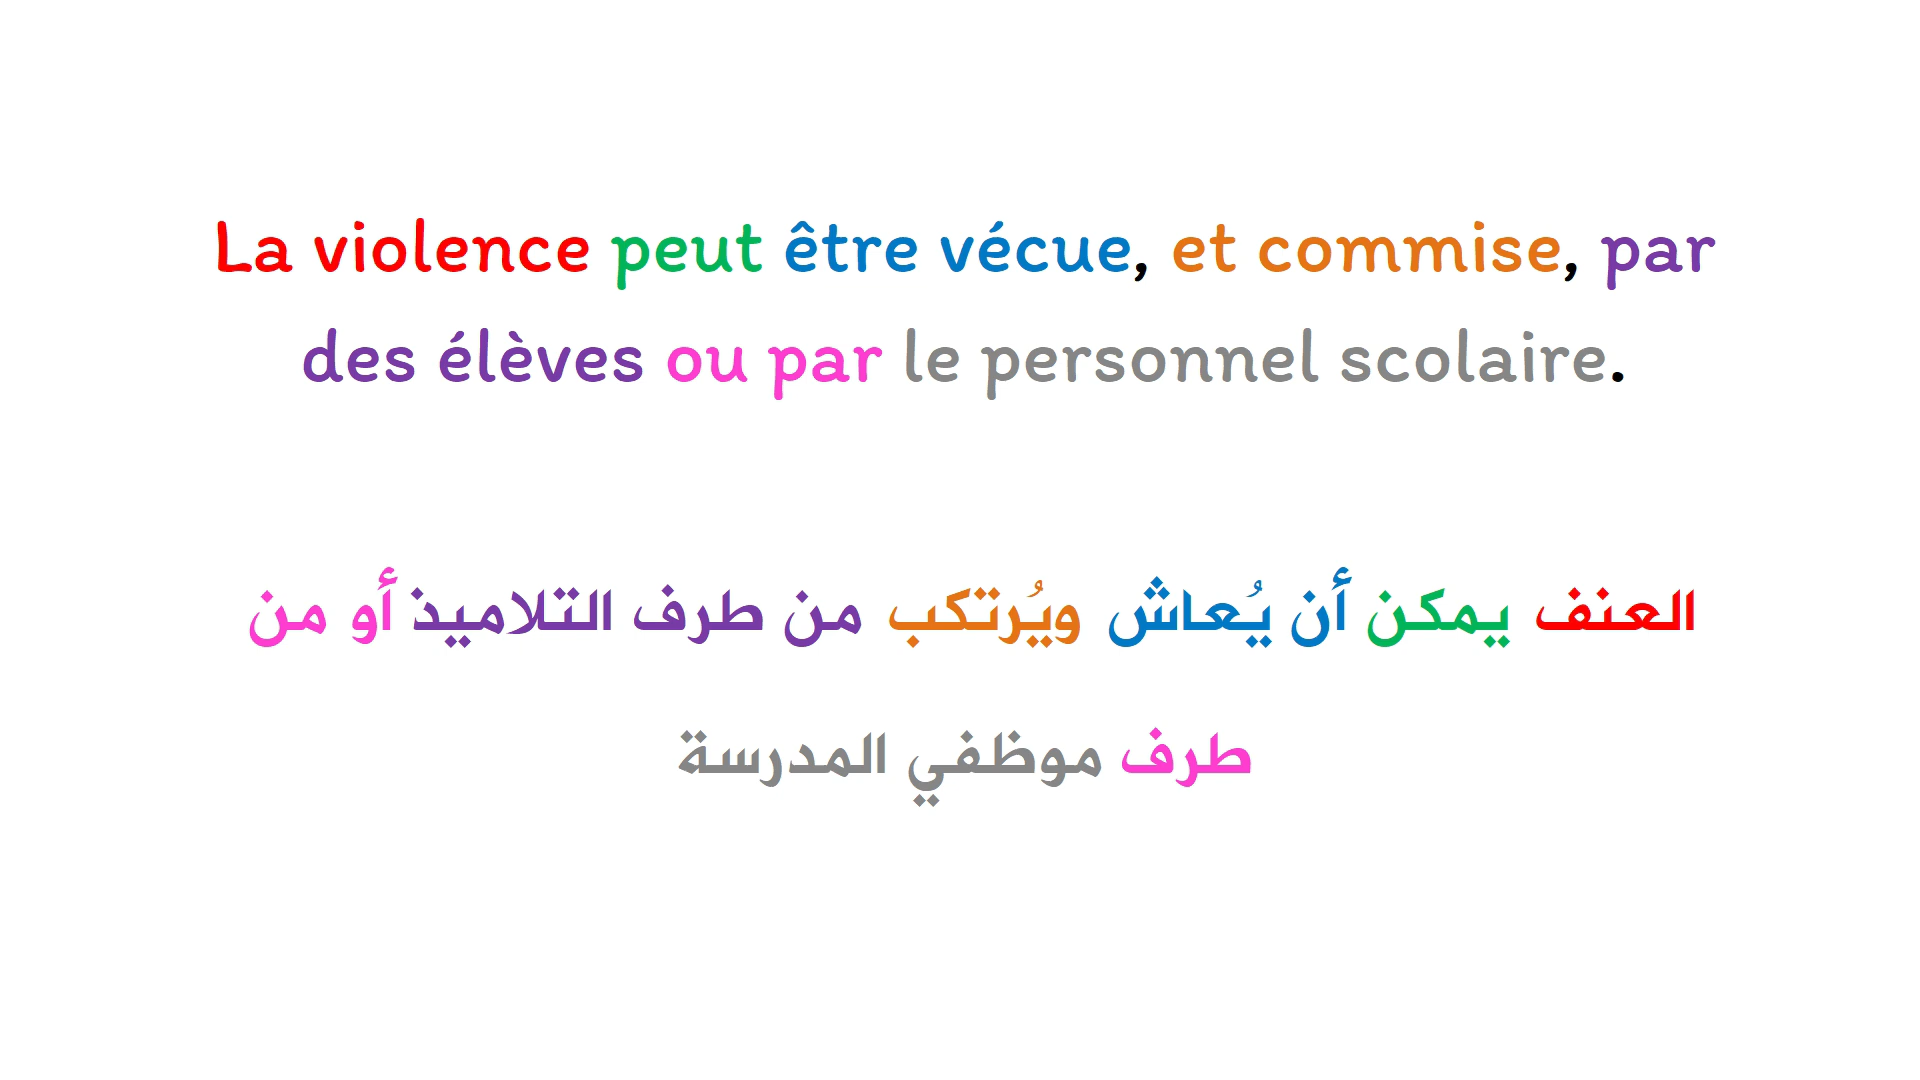 La violence peut être vécue, et commise, par
des élèves ou par le personnel scolaire.
العنف يمكن أن يُعاش ويُرتكب من طرف التلاميذ أو من
طرف موظفي المدرسة